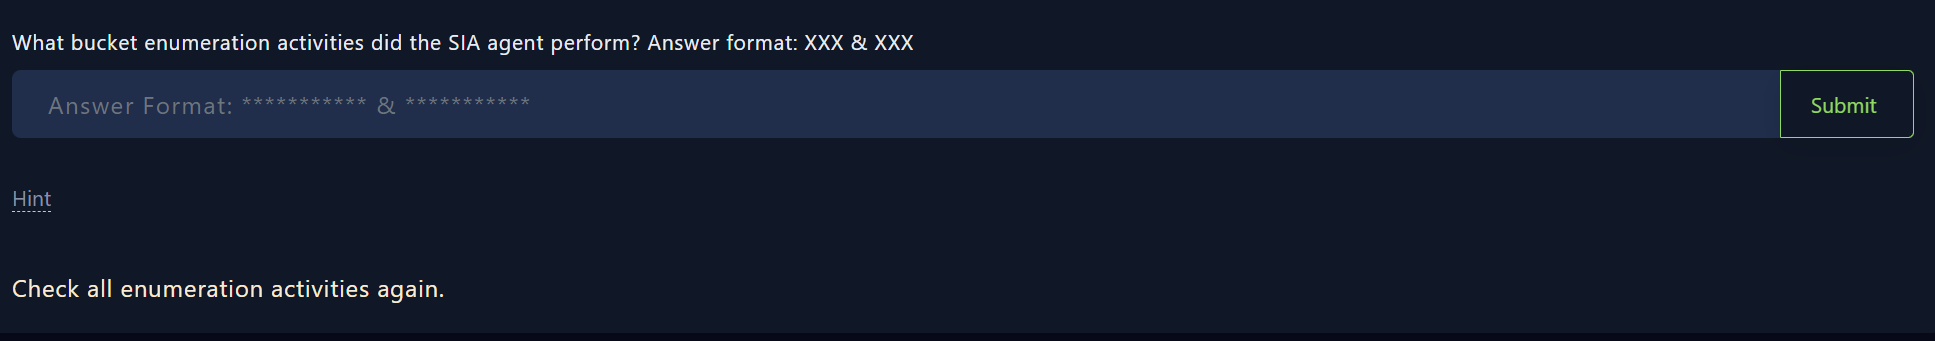 What bucket enumeration activities did the SIA agent perform? Answer format: XXX & XXX
Answer Format: *********** & ***********
Submit
Hint
Check all enumeration activities again.